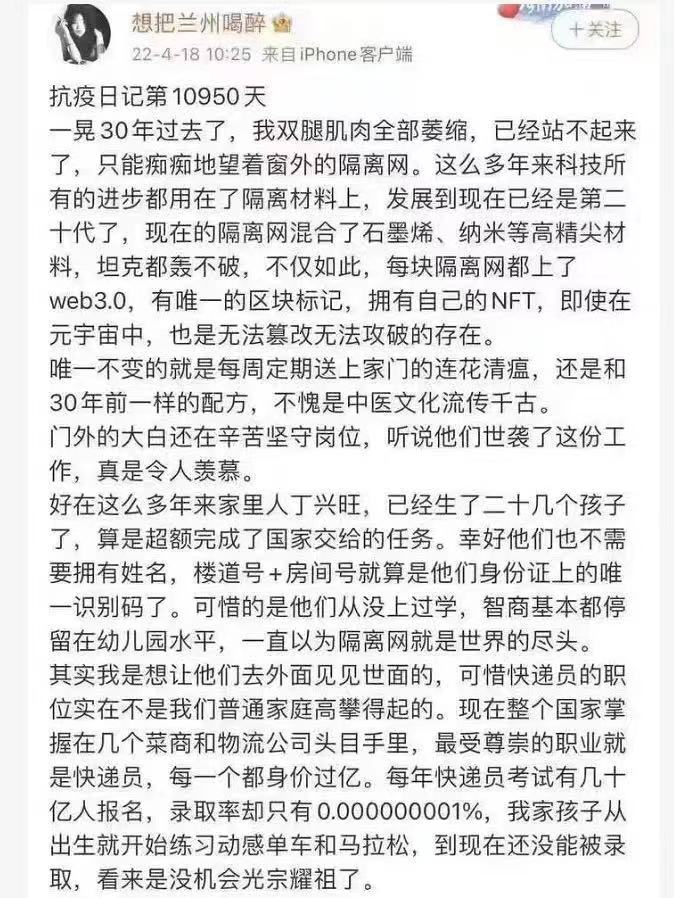 想把兰州喝醉
22-4-18 10:25 来自iPhone客户端
+关注
抗疫日记第10950天
一晃30年过去了，我双腿肌肉全部萎缩，已经站不起来
了，只能痴痴地望着窗外的隔离网。这么多年来科技所
有的进步都用在了隔离材料上，发展到现在已经是第二
十代了，现在的隔离网混合了石墨烯、纳米等高精尖材
料，坦克都轰不破，不仅如此，每块隔离网都上了
web3.0，有唯一的区块标记，拥有自己的NFT，即使在
元宇宙中，也是无法篡改无法攻破的存在。
唯一不变的就是每周定期送上家门的连花清瘟，还是和
30年前一样的配方，不愧是中医文化流传千古。
门外的大白还在辛苦坚守岗位，听说他们世袭了这份工
作，真是令人羡慕。
好在这么多年来家里人丁兴旺，已经生了二十几个孩子
了，算是超额完成了国家交给的任务。幸好他们也不需
要拥有姓名，楼道号+房间号就算是他们身份证上的唯
一识别码了。可惜的是他们从没上过学，智商基本都停
留在幼儿园水平，一直以为隔离网就是世界的尽头。
其实我是想让他们去外面见见世面的，可惜快递员的职
位实在不是我们普通家庭高攀得起的。现在整个国家掌
握在几个菜商和物流公司头目手里，最受尊崇的职业就
是快递员，每一个都身价过亿。每年快递员考试有几十
亿人报名，录取率却只有0.000000001%，我家孩子从
出生就开始练习动感单车和马拉松，到现在还没能被录
取，看来是没机会光宗耀祖了。